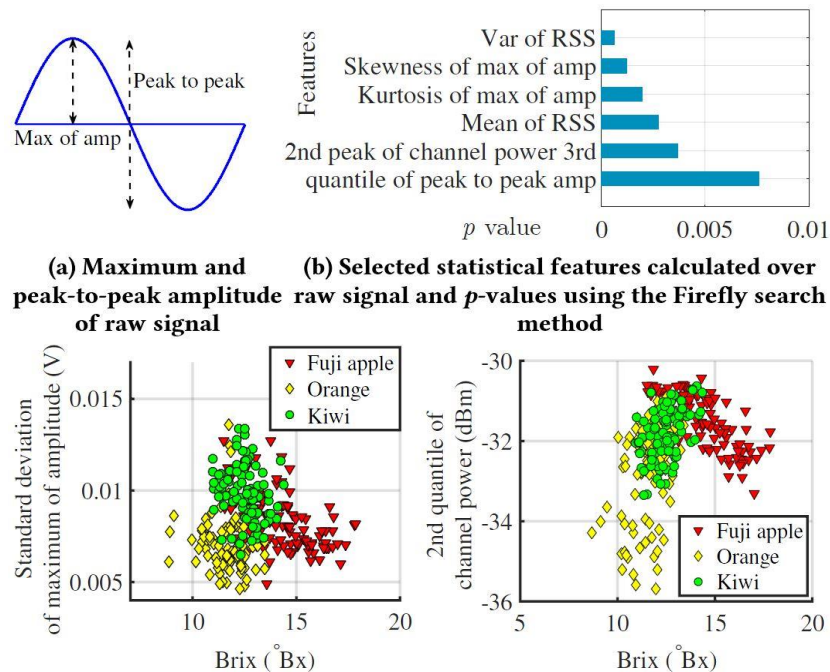 Peak to peak
Max of amp
Features
Var of RSS
Skewness of max of amp
Kurtosis of max of amp
Mean of RSS
2nd peak of channel power 3rd
quantile of peak to peak amp
p value
0
0.005
0.01
(a) Maximum and
peak-to-peak amplitude
of raw signal
(b) Selected statistical features calculated over
raw signal and p-values using the Firefly search
method
Standard deviation
of maximum of amplitude (V)
0.015
0.01
0.005
Fuji apple
Orange
Kiwi
10
15
20
Brix (°Bx)
2nd quantile of
channel power (dBm)
-30
-32
-34
-36
Fuji apple
Orange
Kiwi
5
10
15
20
Brix (°Bx)